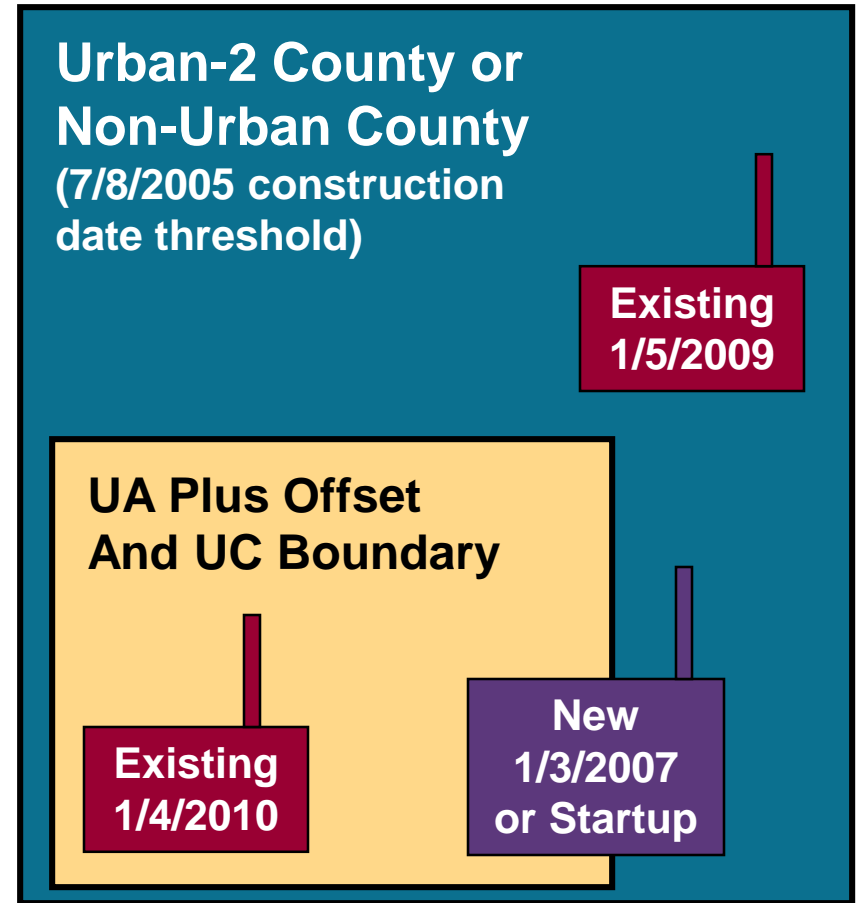 Urban-2 County or
Non-Urban County
(7/8/2005 construction
date threshold)
Existing
1/5/2009
UA Plus Offset
And UC Boundary
Existing
1/4/2010
New
1/3/2007
or Startup